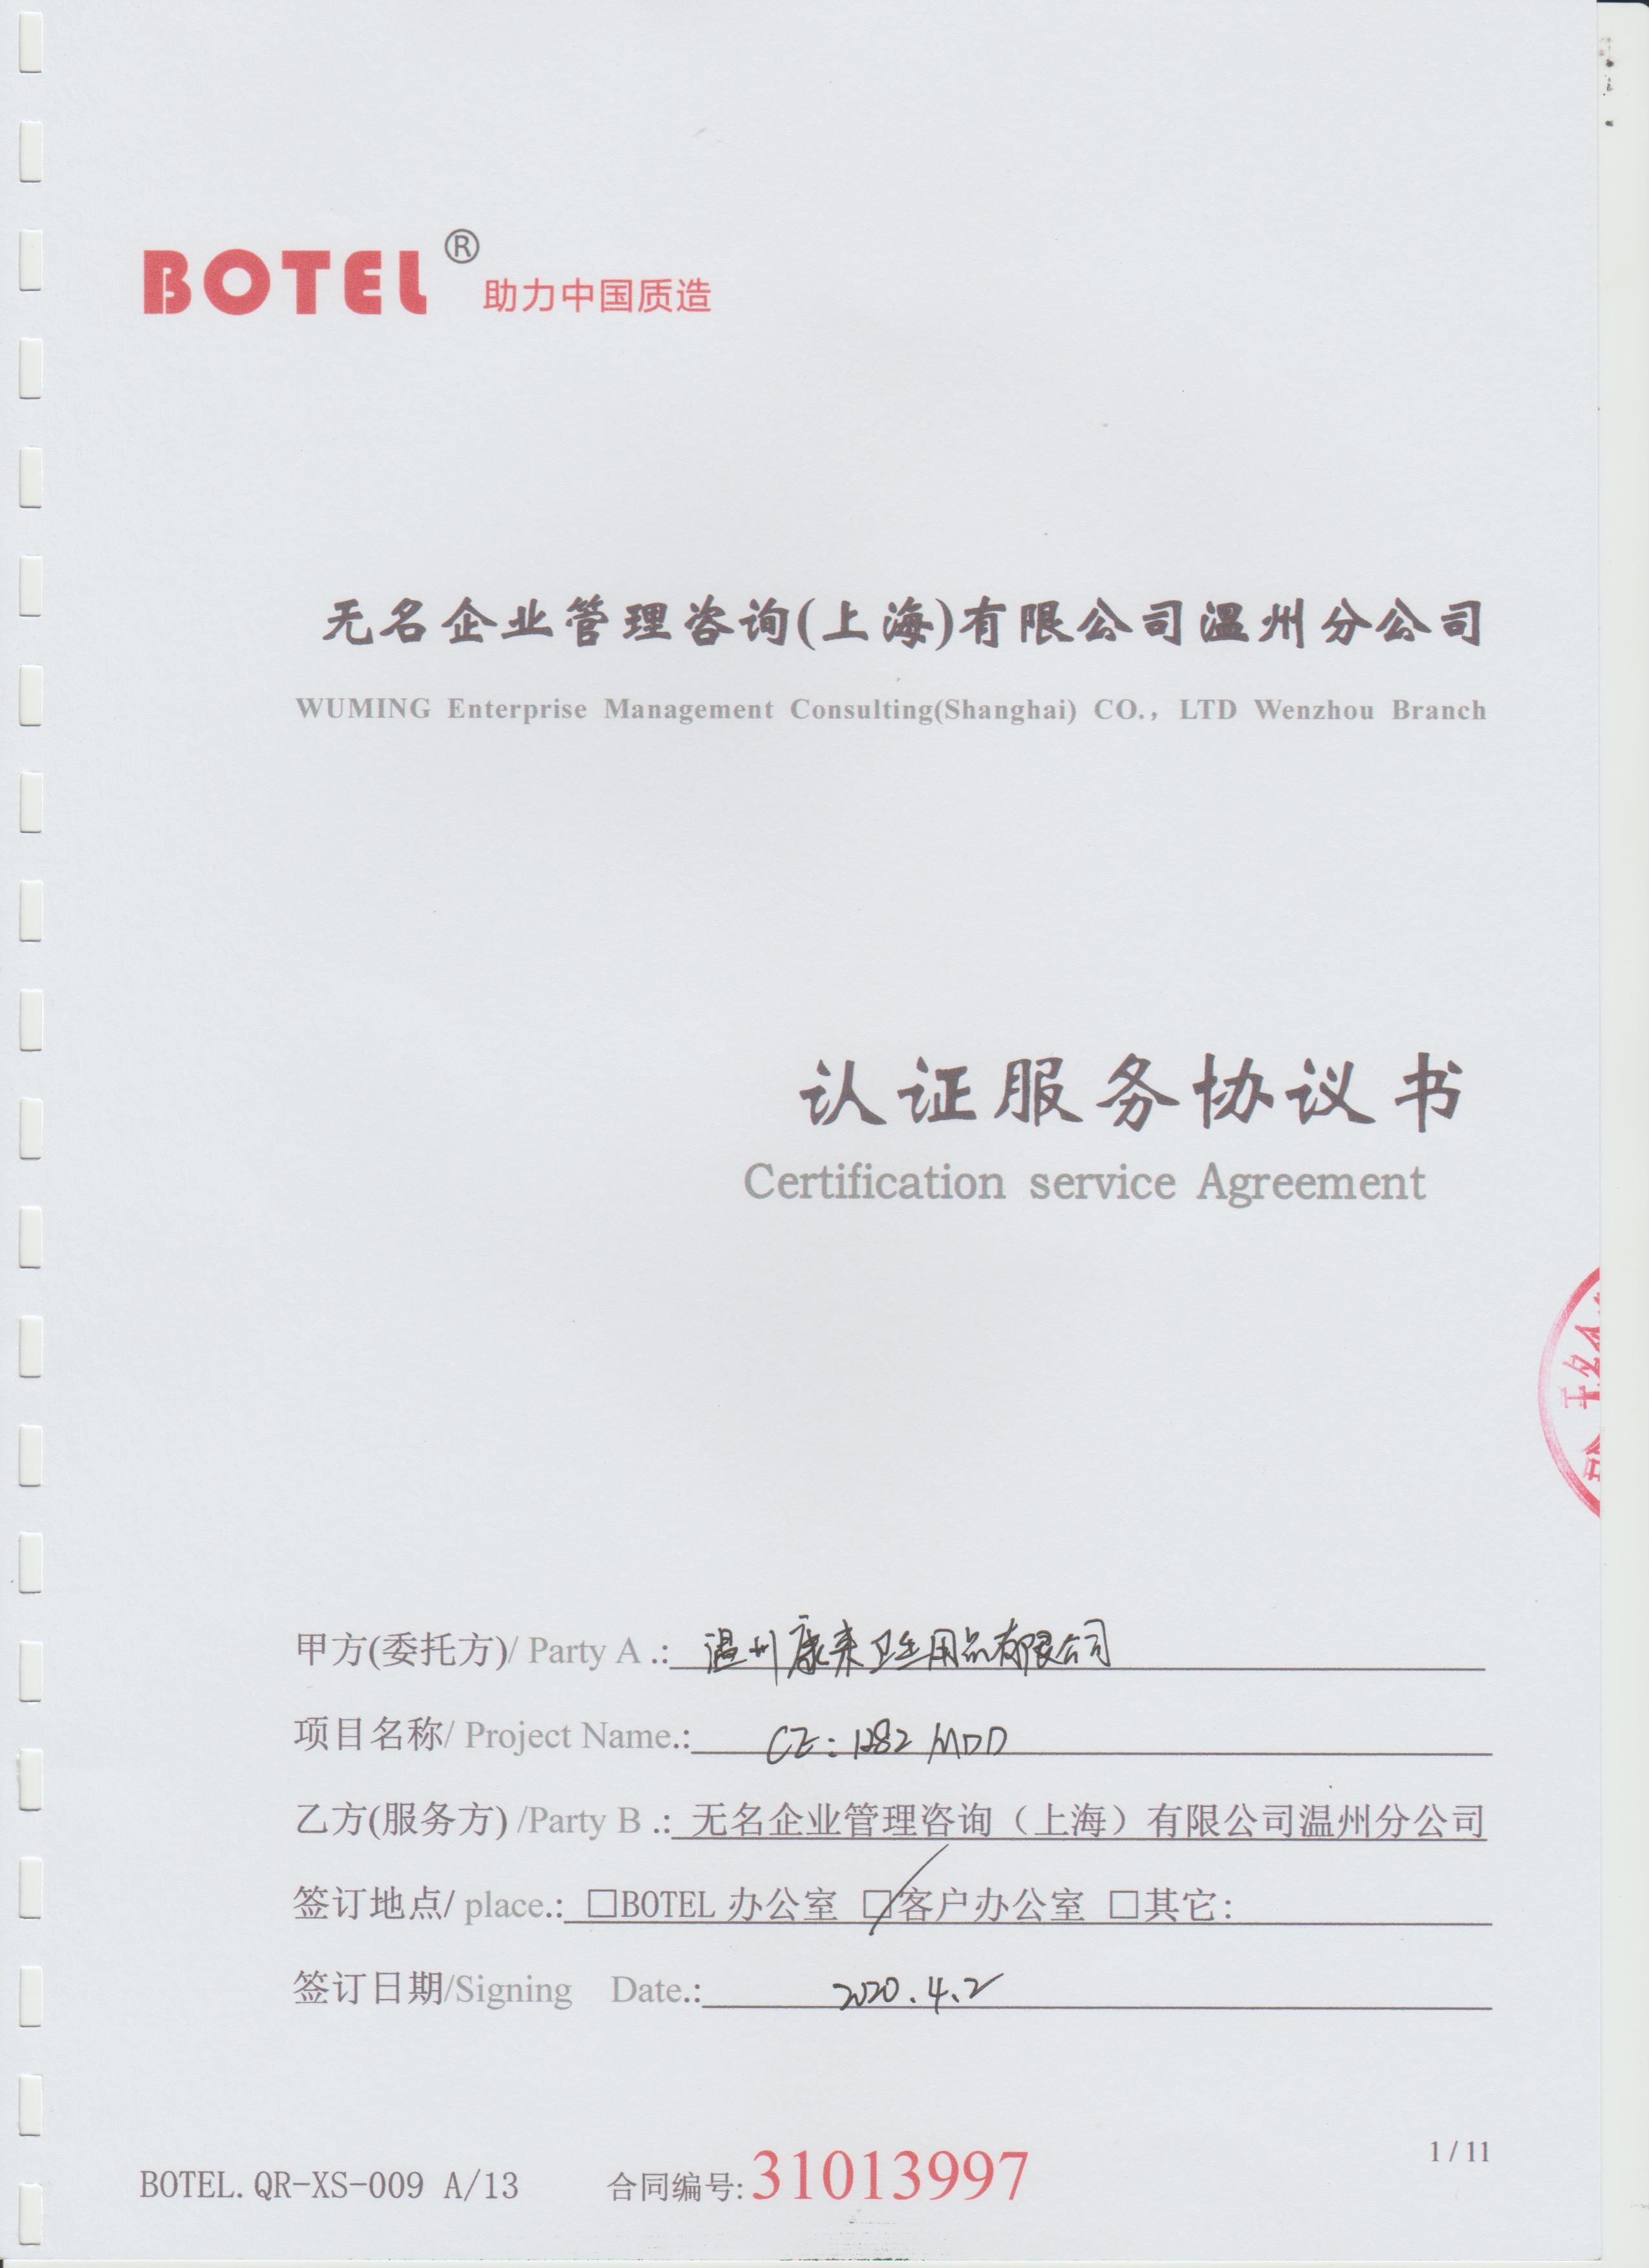 BOTEL® 助力中国质造
无名企业管理咨询(上海)有限公司温州分公司
WUMING Enterprise Management Consulting(Shanghai) CO., LTD Wenzhou Branch
认证服务协议书
Certification service Agreement
甲方(委托方)/ Party A .: 温州康来卫生用品有限公司
项目名称/ Project Name.: CE: 1282 MDD
乙方(服务方) /Party B .: 无名企业管理咨询（上海）有限公司温州分公司
签订地点/ place.: □BOTEL 办公室 □客户办公室 □其它:
签订日期/Signing Date.: 2020.4.2
1 / 11
BOTEL.QR-XS-009 A/13 合同编号: 31013997